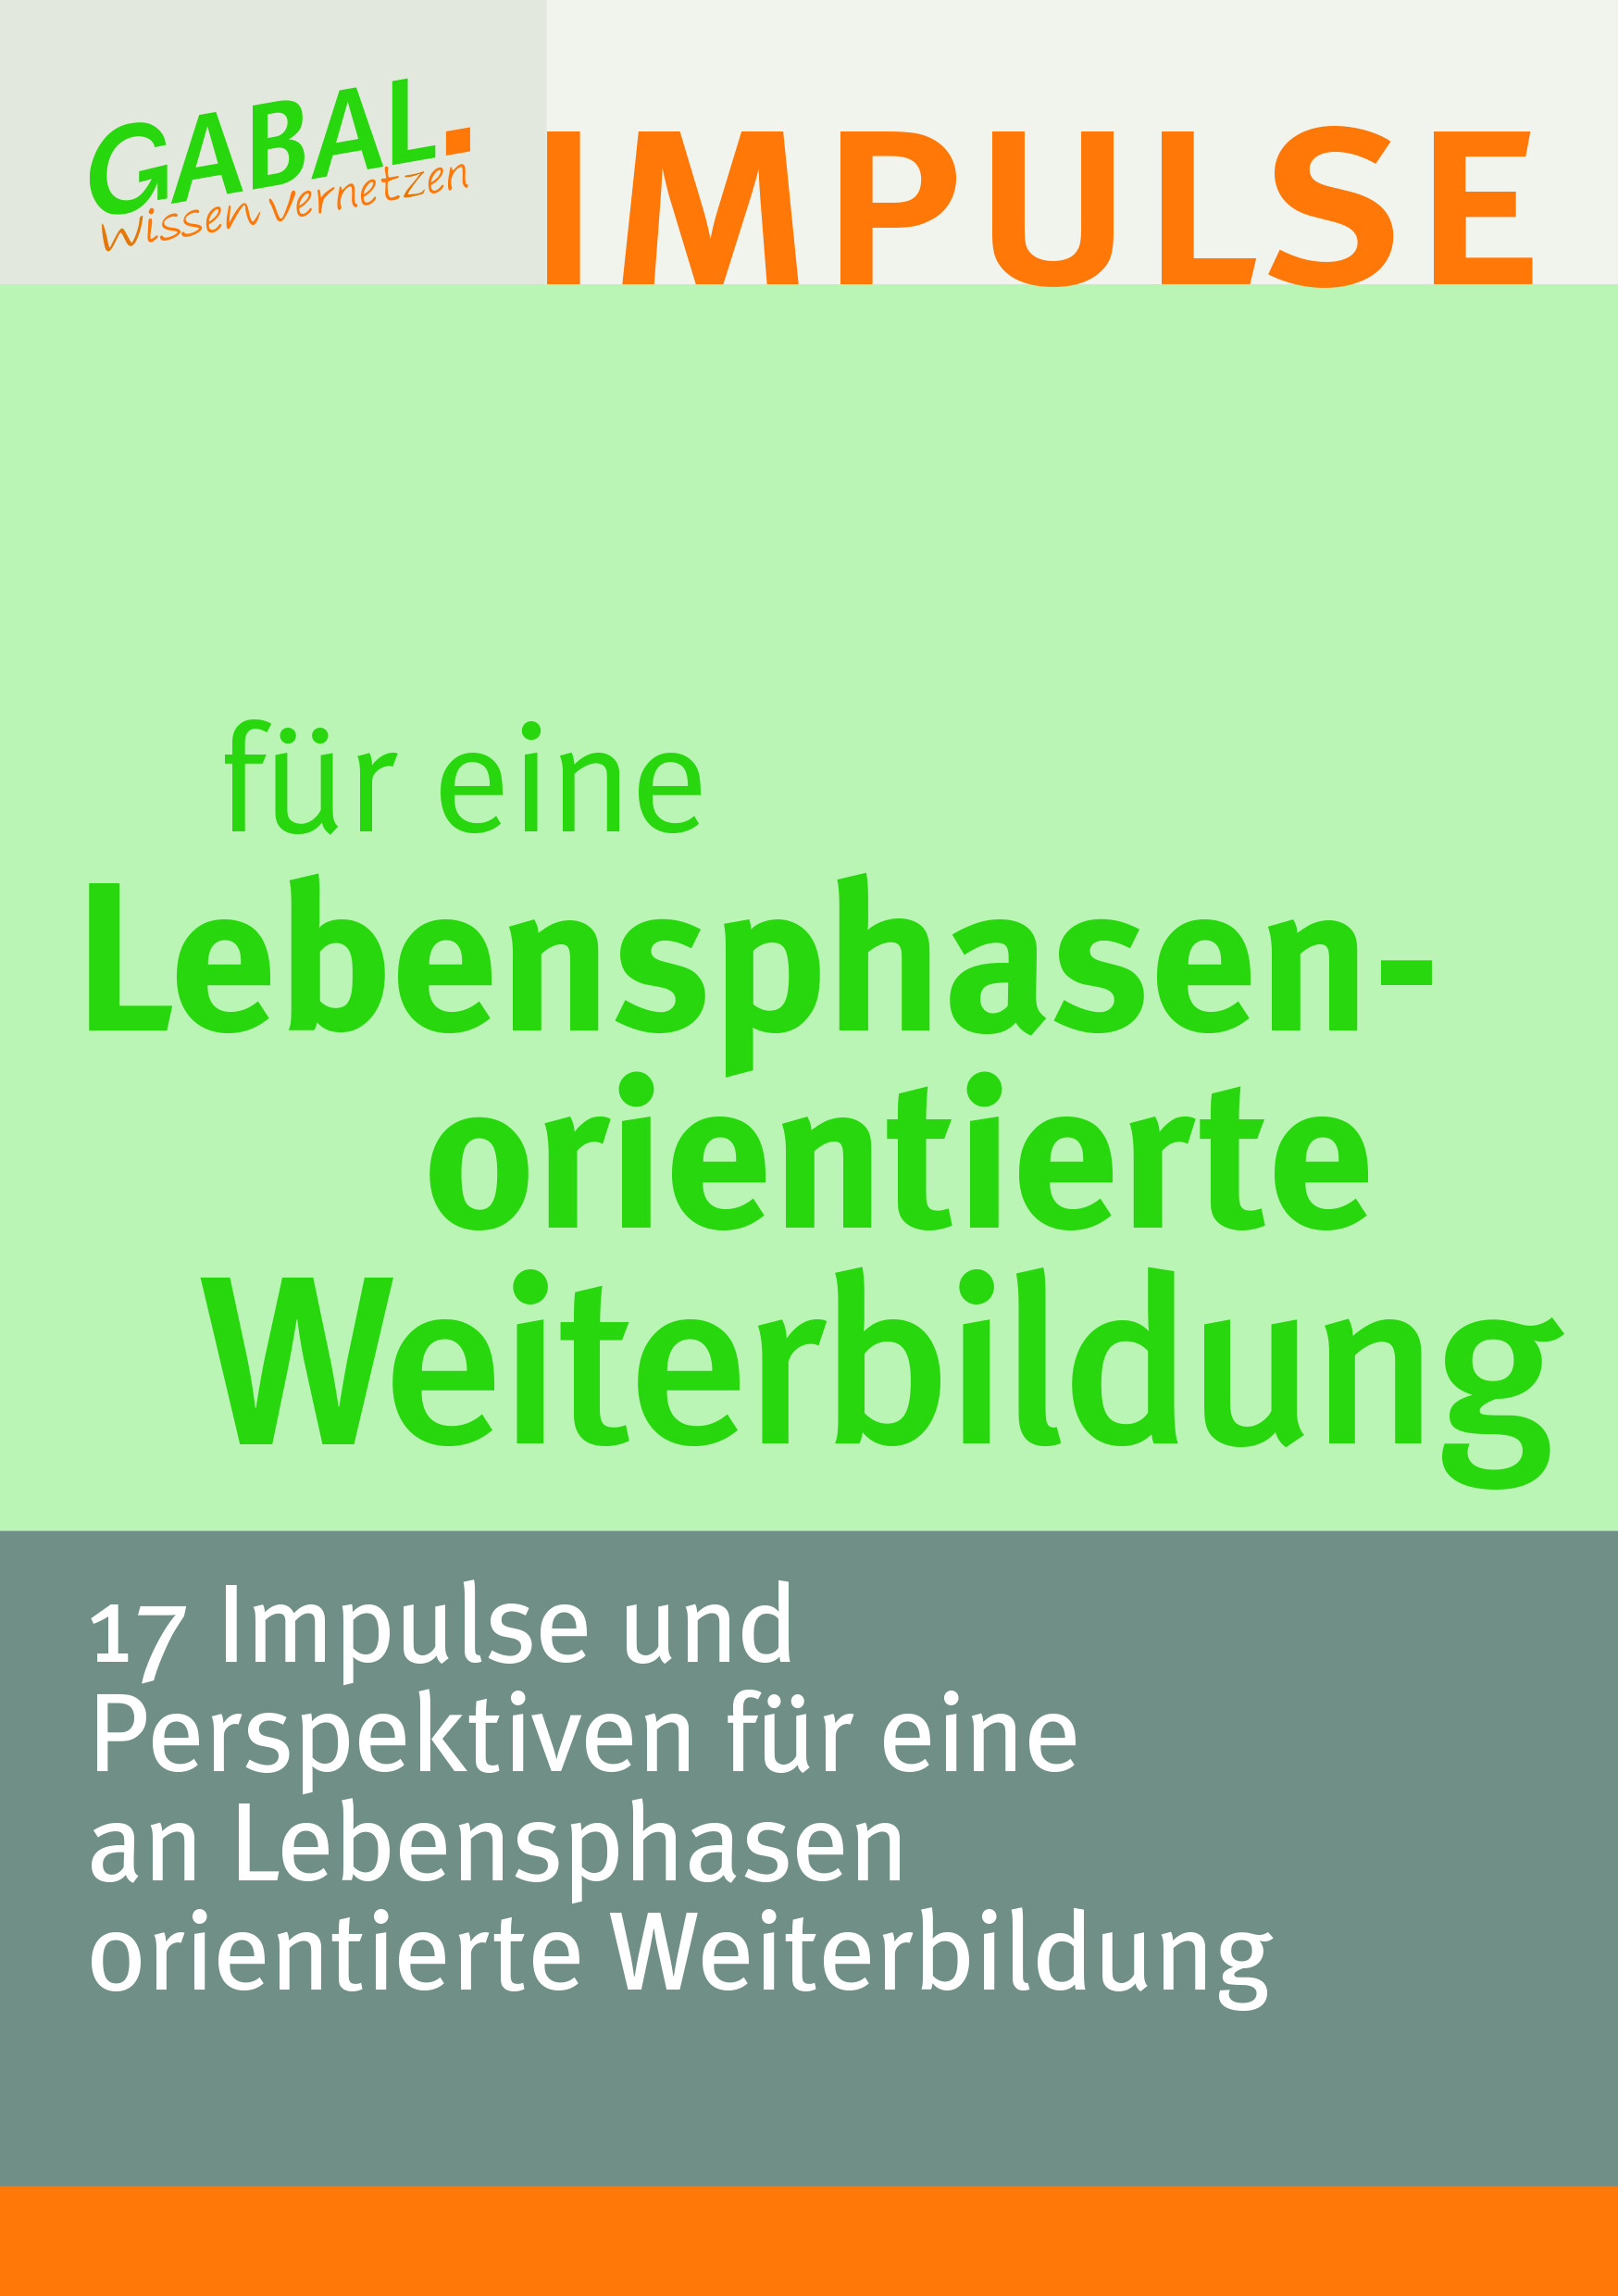 GABAL.
wissen vernetzen
IMPULSE
für eine
Lebensphasen-
orientierte
Weiterbildung
17 Impulse und
Perspektiven für eine
an Lebensphasen
orientierte Weiterbildung